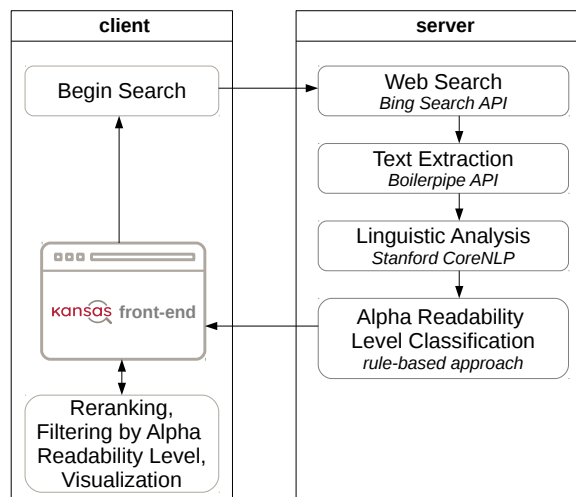 client
Begin Search
kansas front-end
Reranking,
Filtering by Alpha
Readability Level,
Visualization
server
Web Search
Bing Search API
Text Extraction
Boilerpipe API
Linguistic Analysis
Stanford CoreNLP
Alpha Readability
Level Classification
rule-based approach